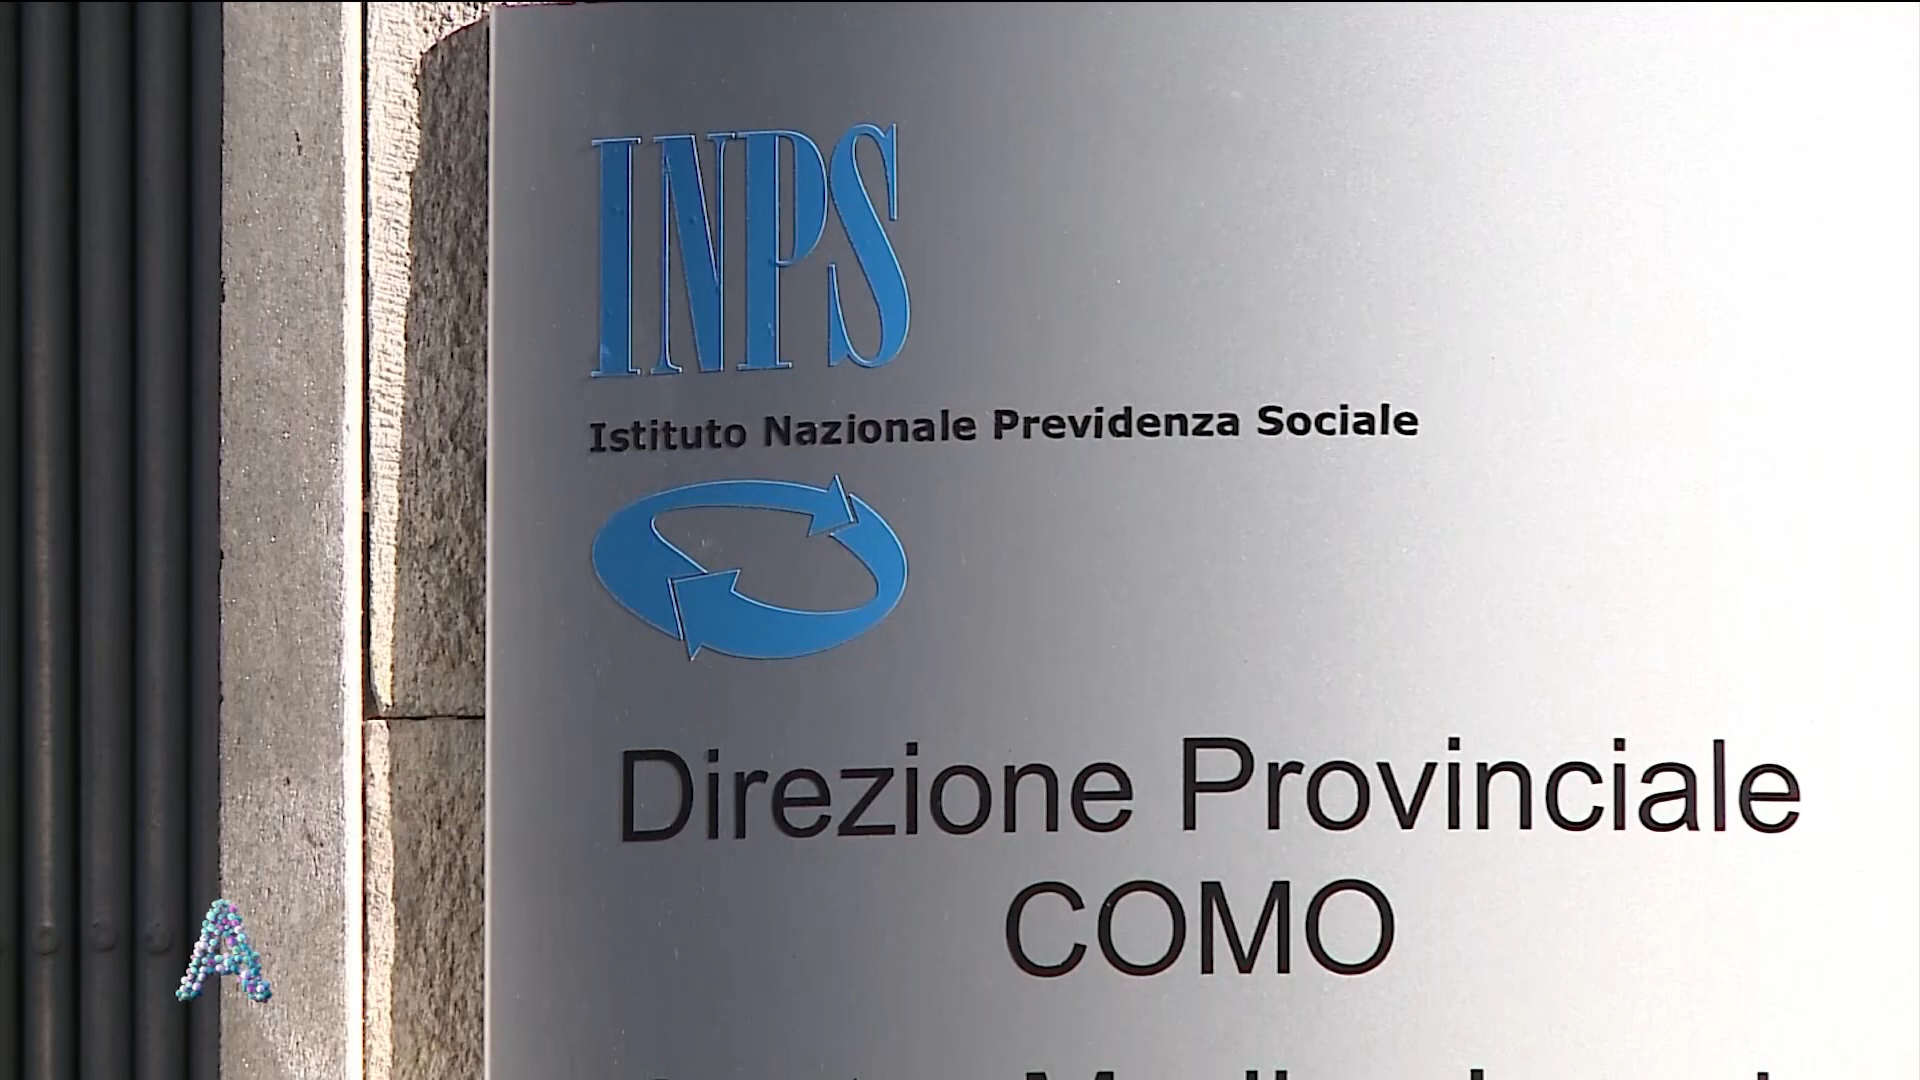 INPS
Istituto Nazionale Previdenza Sociale
Direzione Provinciale
COMO
A